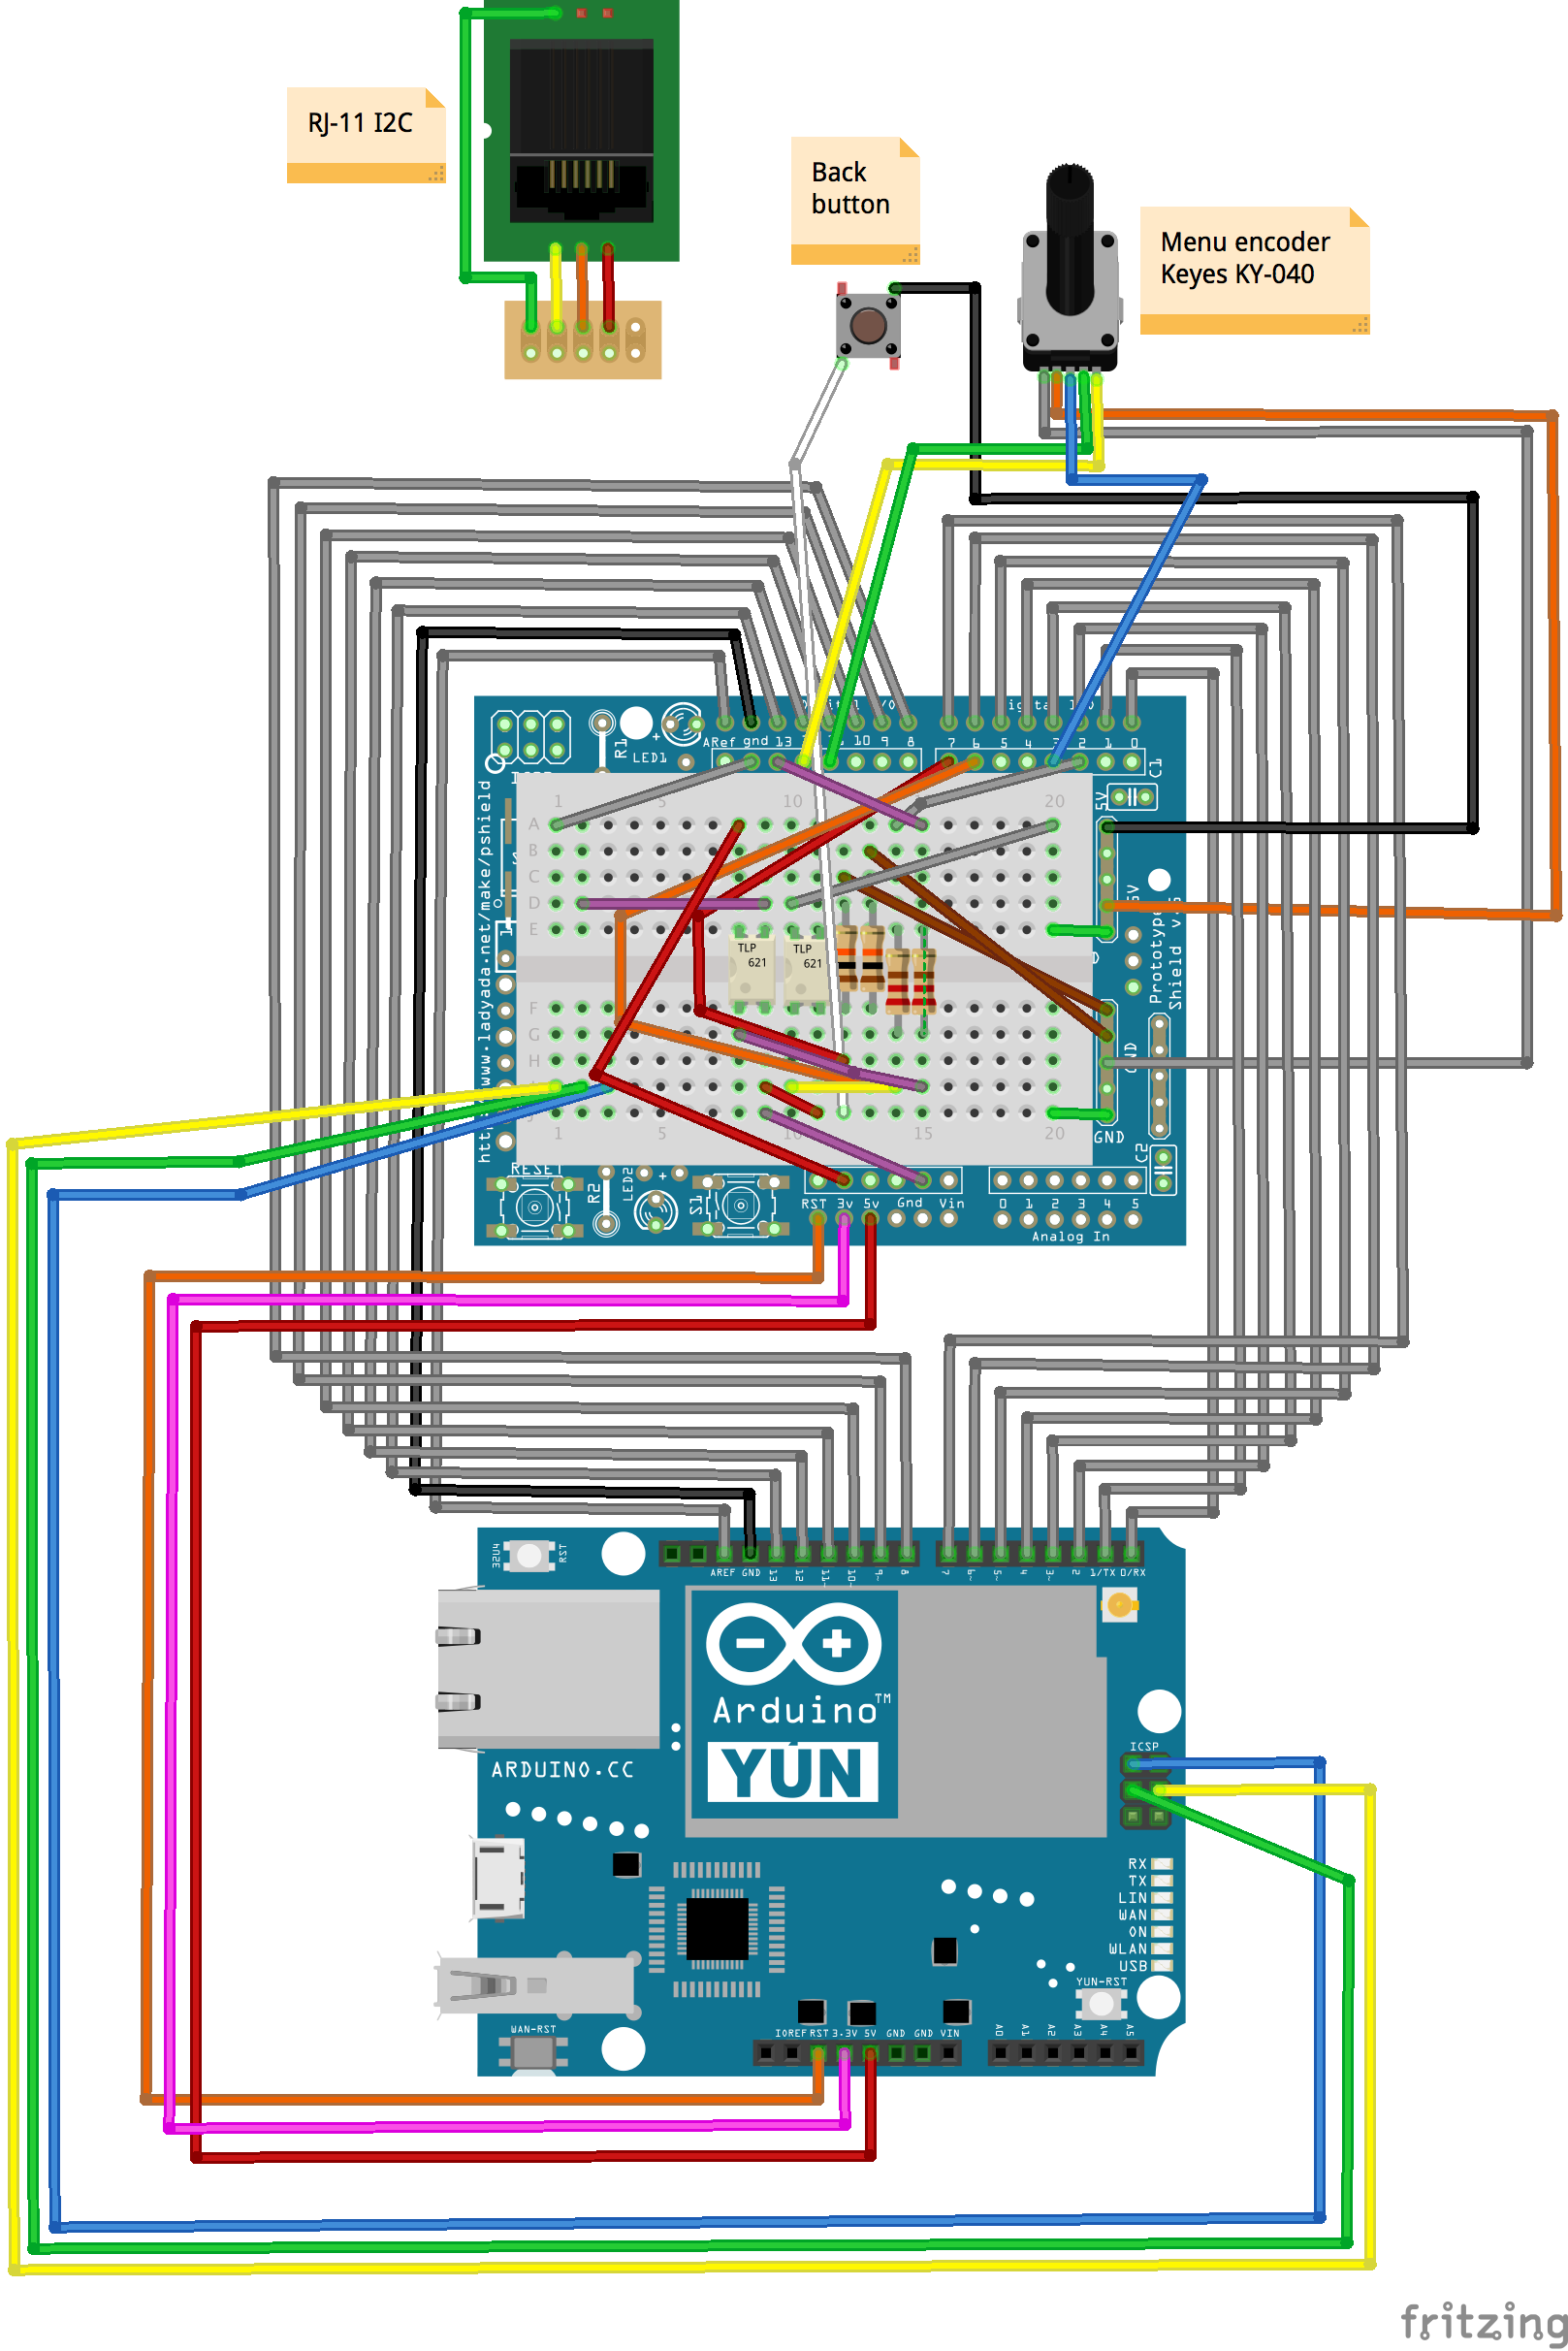 RJ-11 I2C
Back
button
Menu encoder
Keyes KY-040
ARef gnd 13 10 9 8
7 6 5 4 3 2 1 0
R1
LED1
C1
5V
http://www.ladyada.net/make/pshield
1 5 10 20
A
B
C
D
E
TLP
621
TLP
621
Prototype
Shield
F
G
H
1 5 10 15 20
GND
GND
C2
RESET
R2
LED2
+
S1
RST 3v 5v Gnd Vin
0 1 2 3 4 5
Analog In
AREF GND 13 12 11~ 10~ 9~ 8
7 6~ 5~ 4 3~ 2 1/TX 0/RX
Arduino™
YÚN
ARDUINO.CC
ICSP
RX
TX
LIN
WAN
ON
WLAN
USB
YUN-RST
WAN-RST
IOREF RST 3.3V 5V GND GND VIN
A0 A1 A2 A3 A4 A5
fritzing